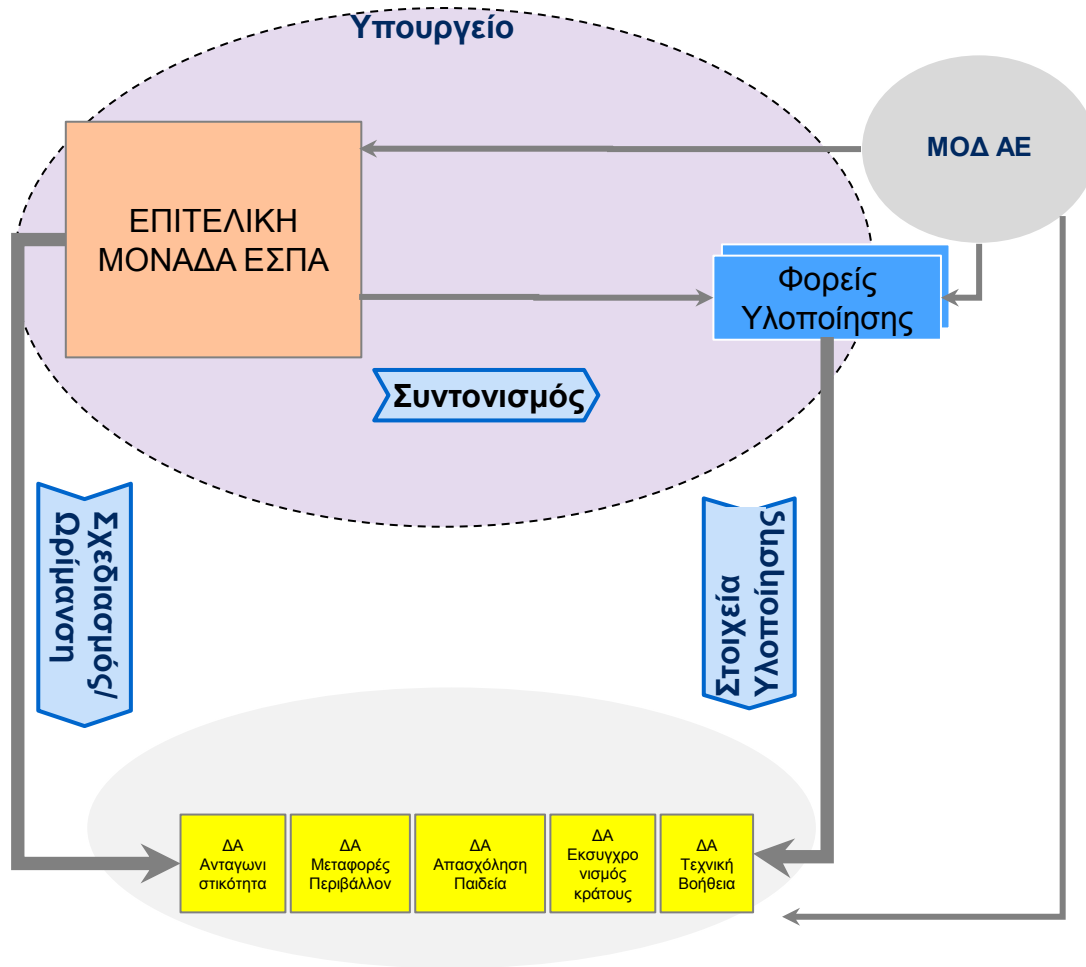 Υπουργείο
ΜΟΔ ΑΕ
ΕΠΙΤΕΛΙΚΗ
ΜΟΝΑΔΑ ΕΣΠΑ
Φορείς
Υλοποίησης
Συντονισμός
Σχεδιασμός/
Ωρίμανση
Στοιχεία
Υλοποίησης
ΔΑ
Ανταγωνι
στικότητα
ΔΑ
Μεταφορές
Περιβάλλον
ΔΑ
Απασχόληση
Παιδεία
ΔΑ
Εκσυγχρο
νισμός
κράτους
ΔΑ
Τεχνική
Βοήθεια